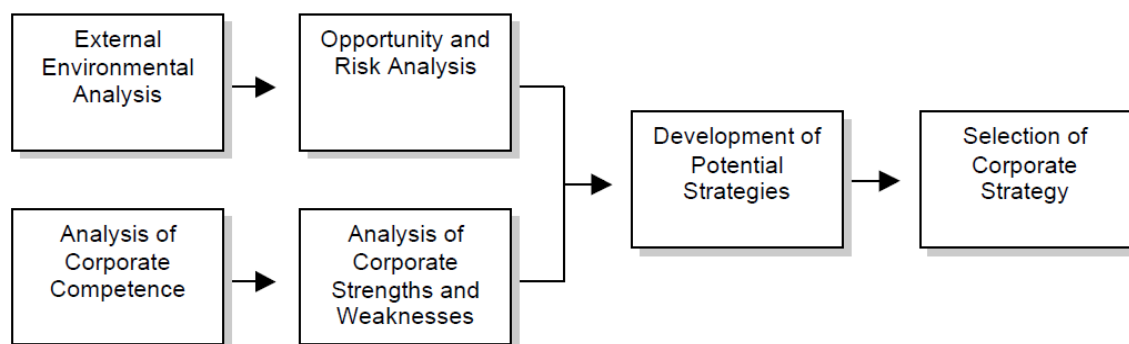 External
Environmental
Analysis
Opportunity and
Risk Analysis
Analysis of
Corporate
Competence
Analysis of
Corporate
Strengths and
Weaknesses
Development of
Potential
Strategies
Selection of
Corporate
Strategy